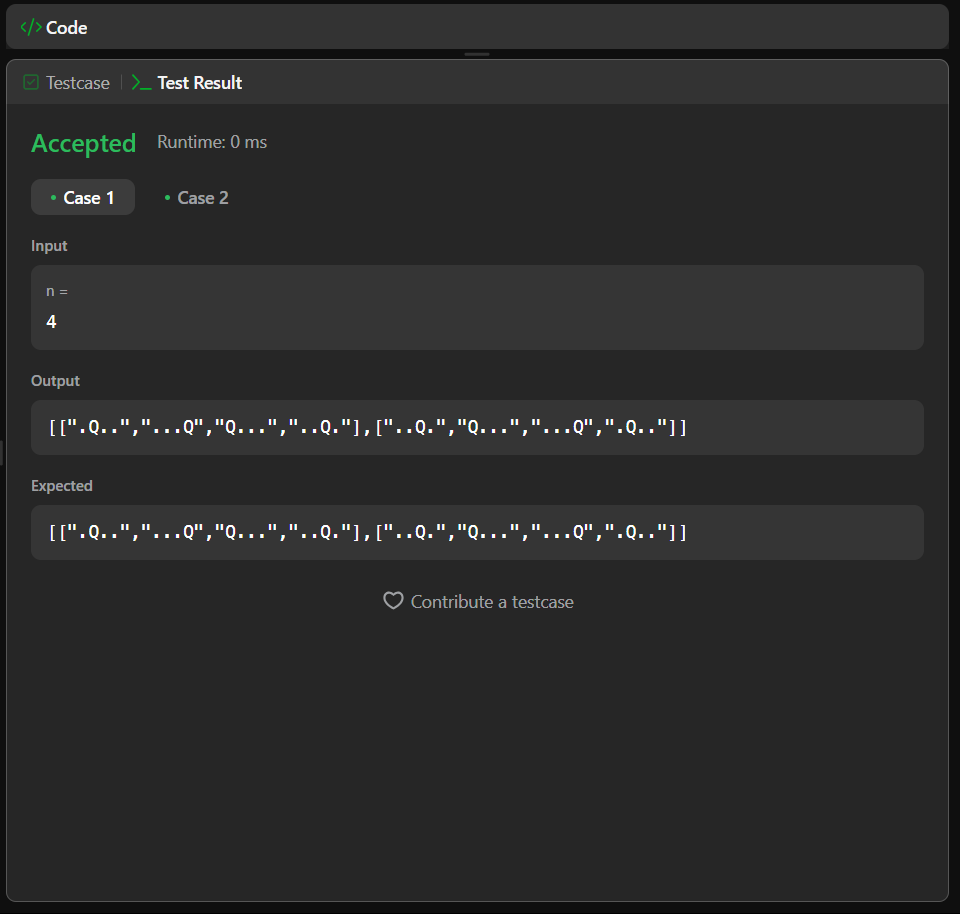 </> Code
Testcase | >_ Test Result
Accepted Runtime: 0 ms
• Case 1 • Case 2
Input
n =
4
Output
[[".Q..","...Q","Q...","..Q."],["..Q.","Q...","...Q",".Q.."]]
Expected
[[".Q..","...Q","Q...","..Q."],["..Q.","Q...","...Q",".Q.."]]
Contribute a testcase